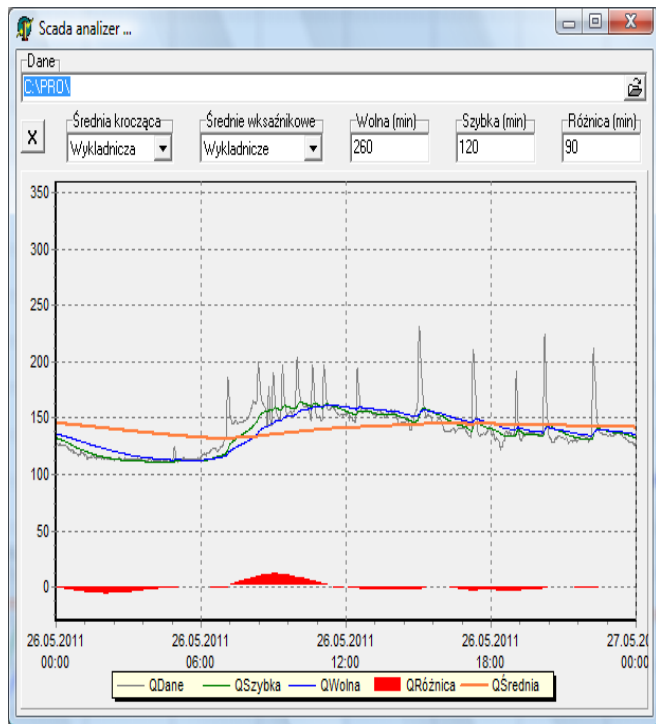 Scada analizer ...
Dane
C:\PRO\
X
Średnia krocząca
Średnie wksaźnikowe
Wolna (min)
Szybka (min)
Różnica (min)
Wykladnicza
Wykladnicze
260
120
90
350
300
250
200
150
100
50
0
26.05.2011 26.05.2011 26.05.2011 26.05.2011 27.05.20
00:00 06:00 12:00 18:00 00:00
QDane QSzybka QWolna QRóżnica QŚrednia